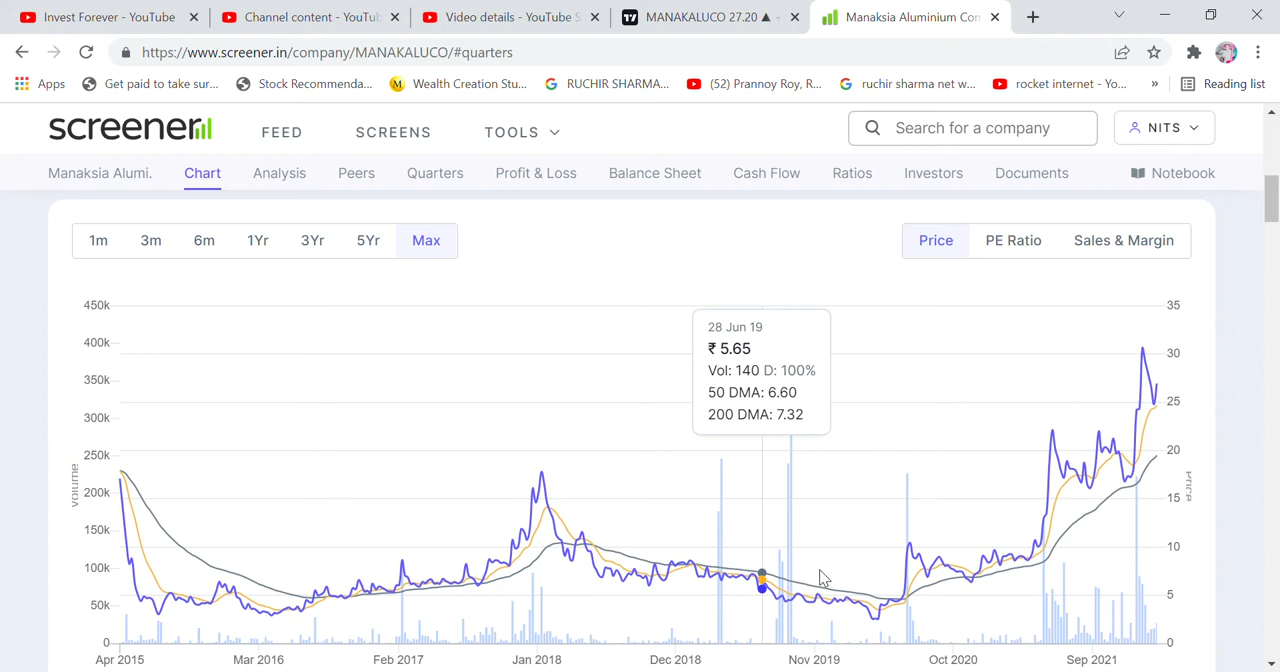 Invest Forever - YouTube
Channel content - YouTub
Video details - YouTube S
MANAKALUCO 27.20 ▲ +
Manaksia Aluminium Con
https://www.screener.in/company/MANAKALUCO/#quarters
Apps
Get paid to take sur...
Stock Recommenda...
Wealth Creation Stu...
RUCHIR SHARMA...
(52) Prannoy Roy, R...
ruchir sharma net w...
rocket internet - Yo...
»
Reading list
screener
FEED
SCREENS
TOOLS
Search for a company
NITS
Manaksia Alumi.
Chart
Analysis
Peers
Quarters
Profit & Loss
Balance Sheet
Cash Flow
Ratios
Investors
Documents
Notebook
1m 3m 6m 1Yr 3Yr 5Yr Max
Price PE Ratio Sales & Margin
450k
400k
350k
300k
250k
200k
150k
100k
50k
0
Volume
28 Jun 19
₹ 5.65
Vol: 140 D: 100%
50 DMA: 6.60
200 DMA: 7.32
35
30
25
20
15
10
5
0
Price
Apr 2015 Mar 2016 Feb 2017 Jan 2018 Dec 2018 Nov 2019 Oct 2020 Sep 2021